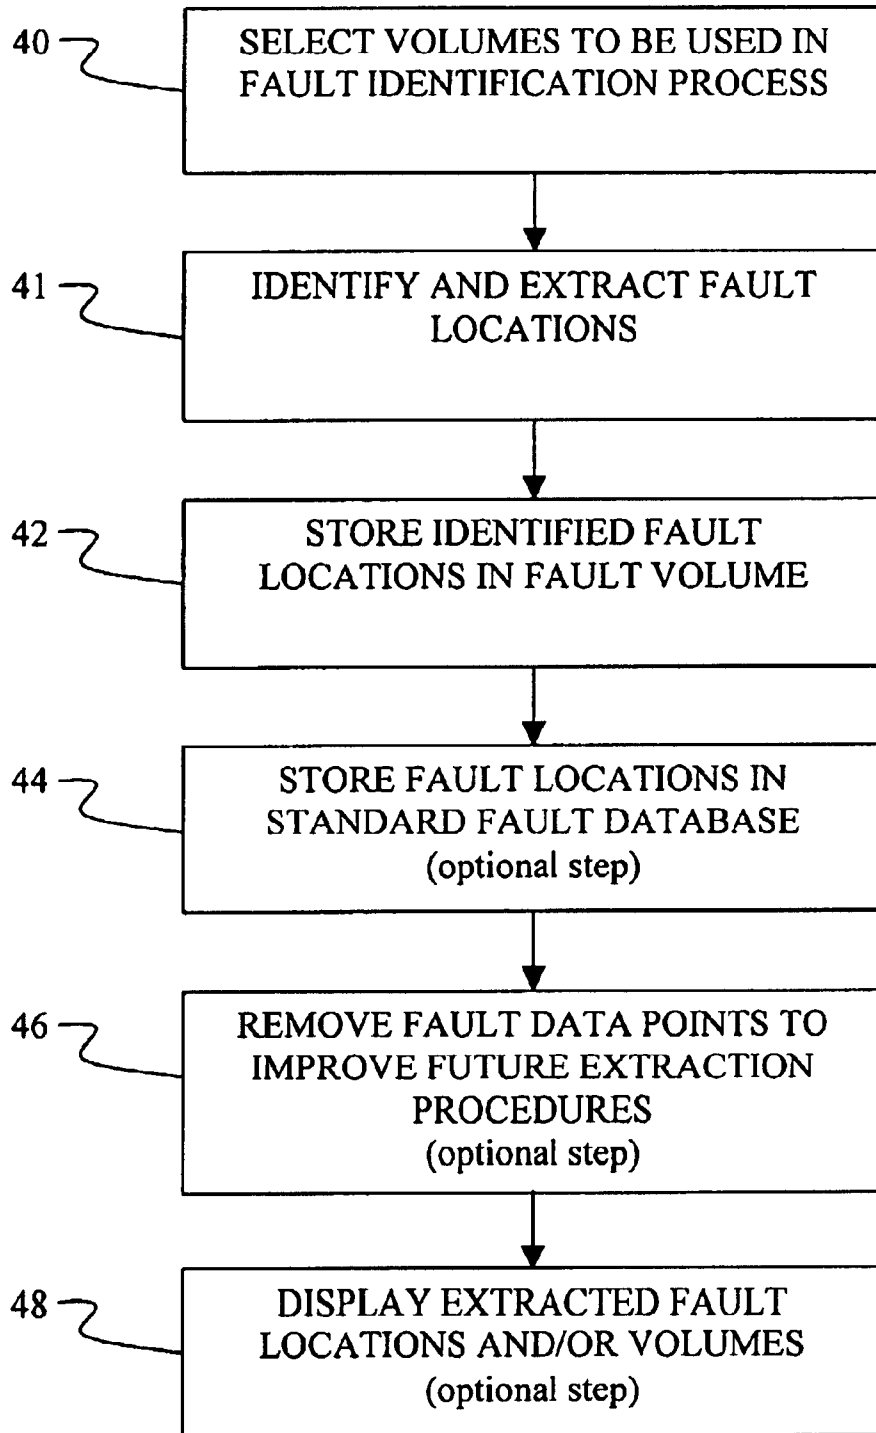 40
SELECT VOLUMES TO BE USED IN
FAULT IDENTIFICATION PROCESS
41
IDENTIFY AND EXTRACT FAULT
LOCATIONS
42
STORE IDENTIFIED FAULT
LOCATIONS IN FAULT VOLUME
44
STORE FAULT LOCATIONS IN
STANDARD FAULT DATABASE
(optional step)
46
REMOVE FAULT DATA POINTS TO
IMPROVE FUTURE EXTRACTION
PROCEDURES
(optional step)
48
DISPLAY EXTRACTED FAULT
LOCATIONS AND/OR VOLUMES
(optional step)